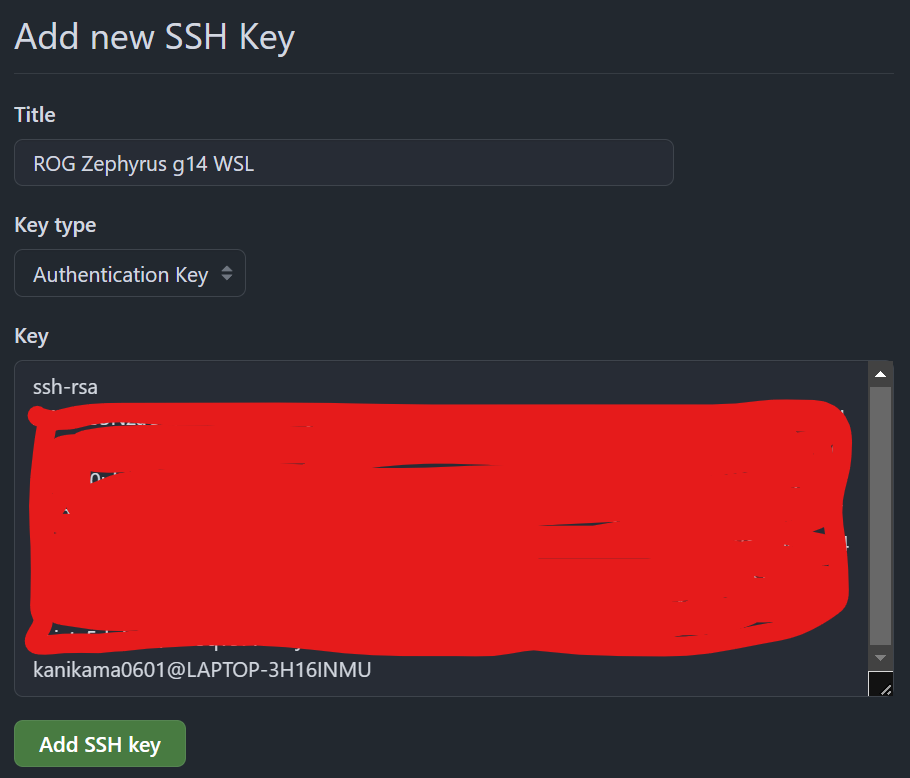 Add new SSH Key
Title
ROG Zephyrus g14 WSL
Key type
Authentication Key
Key
ssh-rsa
kanikama0601@LAPTOP-3H16INMU
Add SSH key